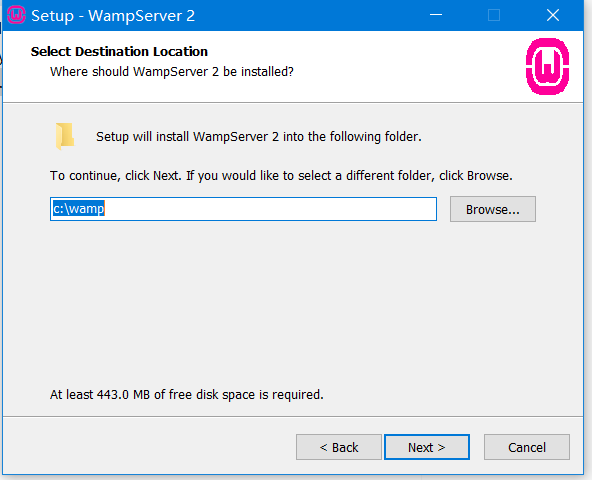 Setup - WampServer 2
Select Destination Location
Where should WampServer 2 be installed?
Setup will install WampServer 2 into the following folder.
To continue, click Next. If you would like to select a different folder, click Browse.
c:\wamp
Browse...
At least 443.0 MB of free disk space is required.
< Back
Next >
Cancel